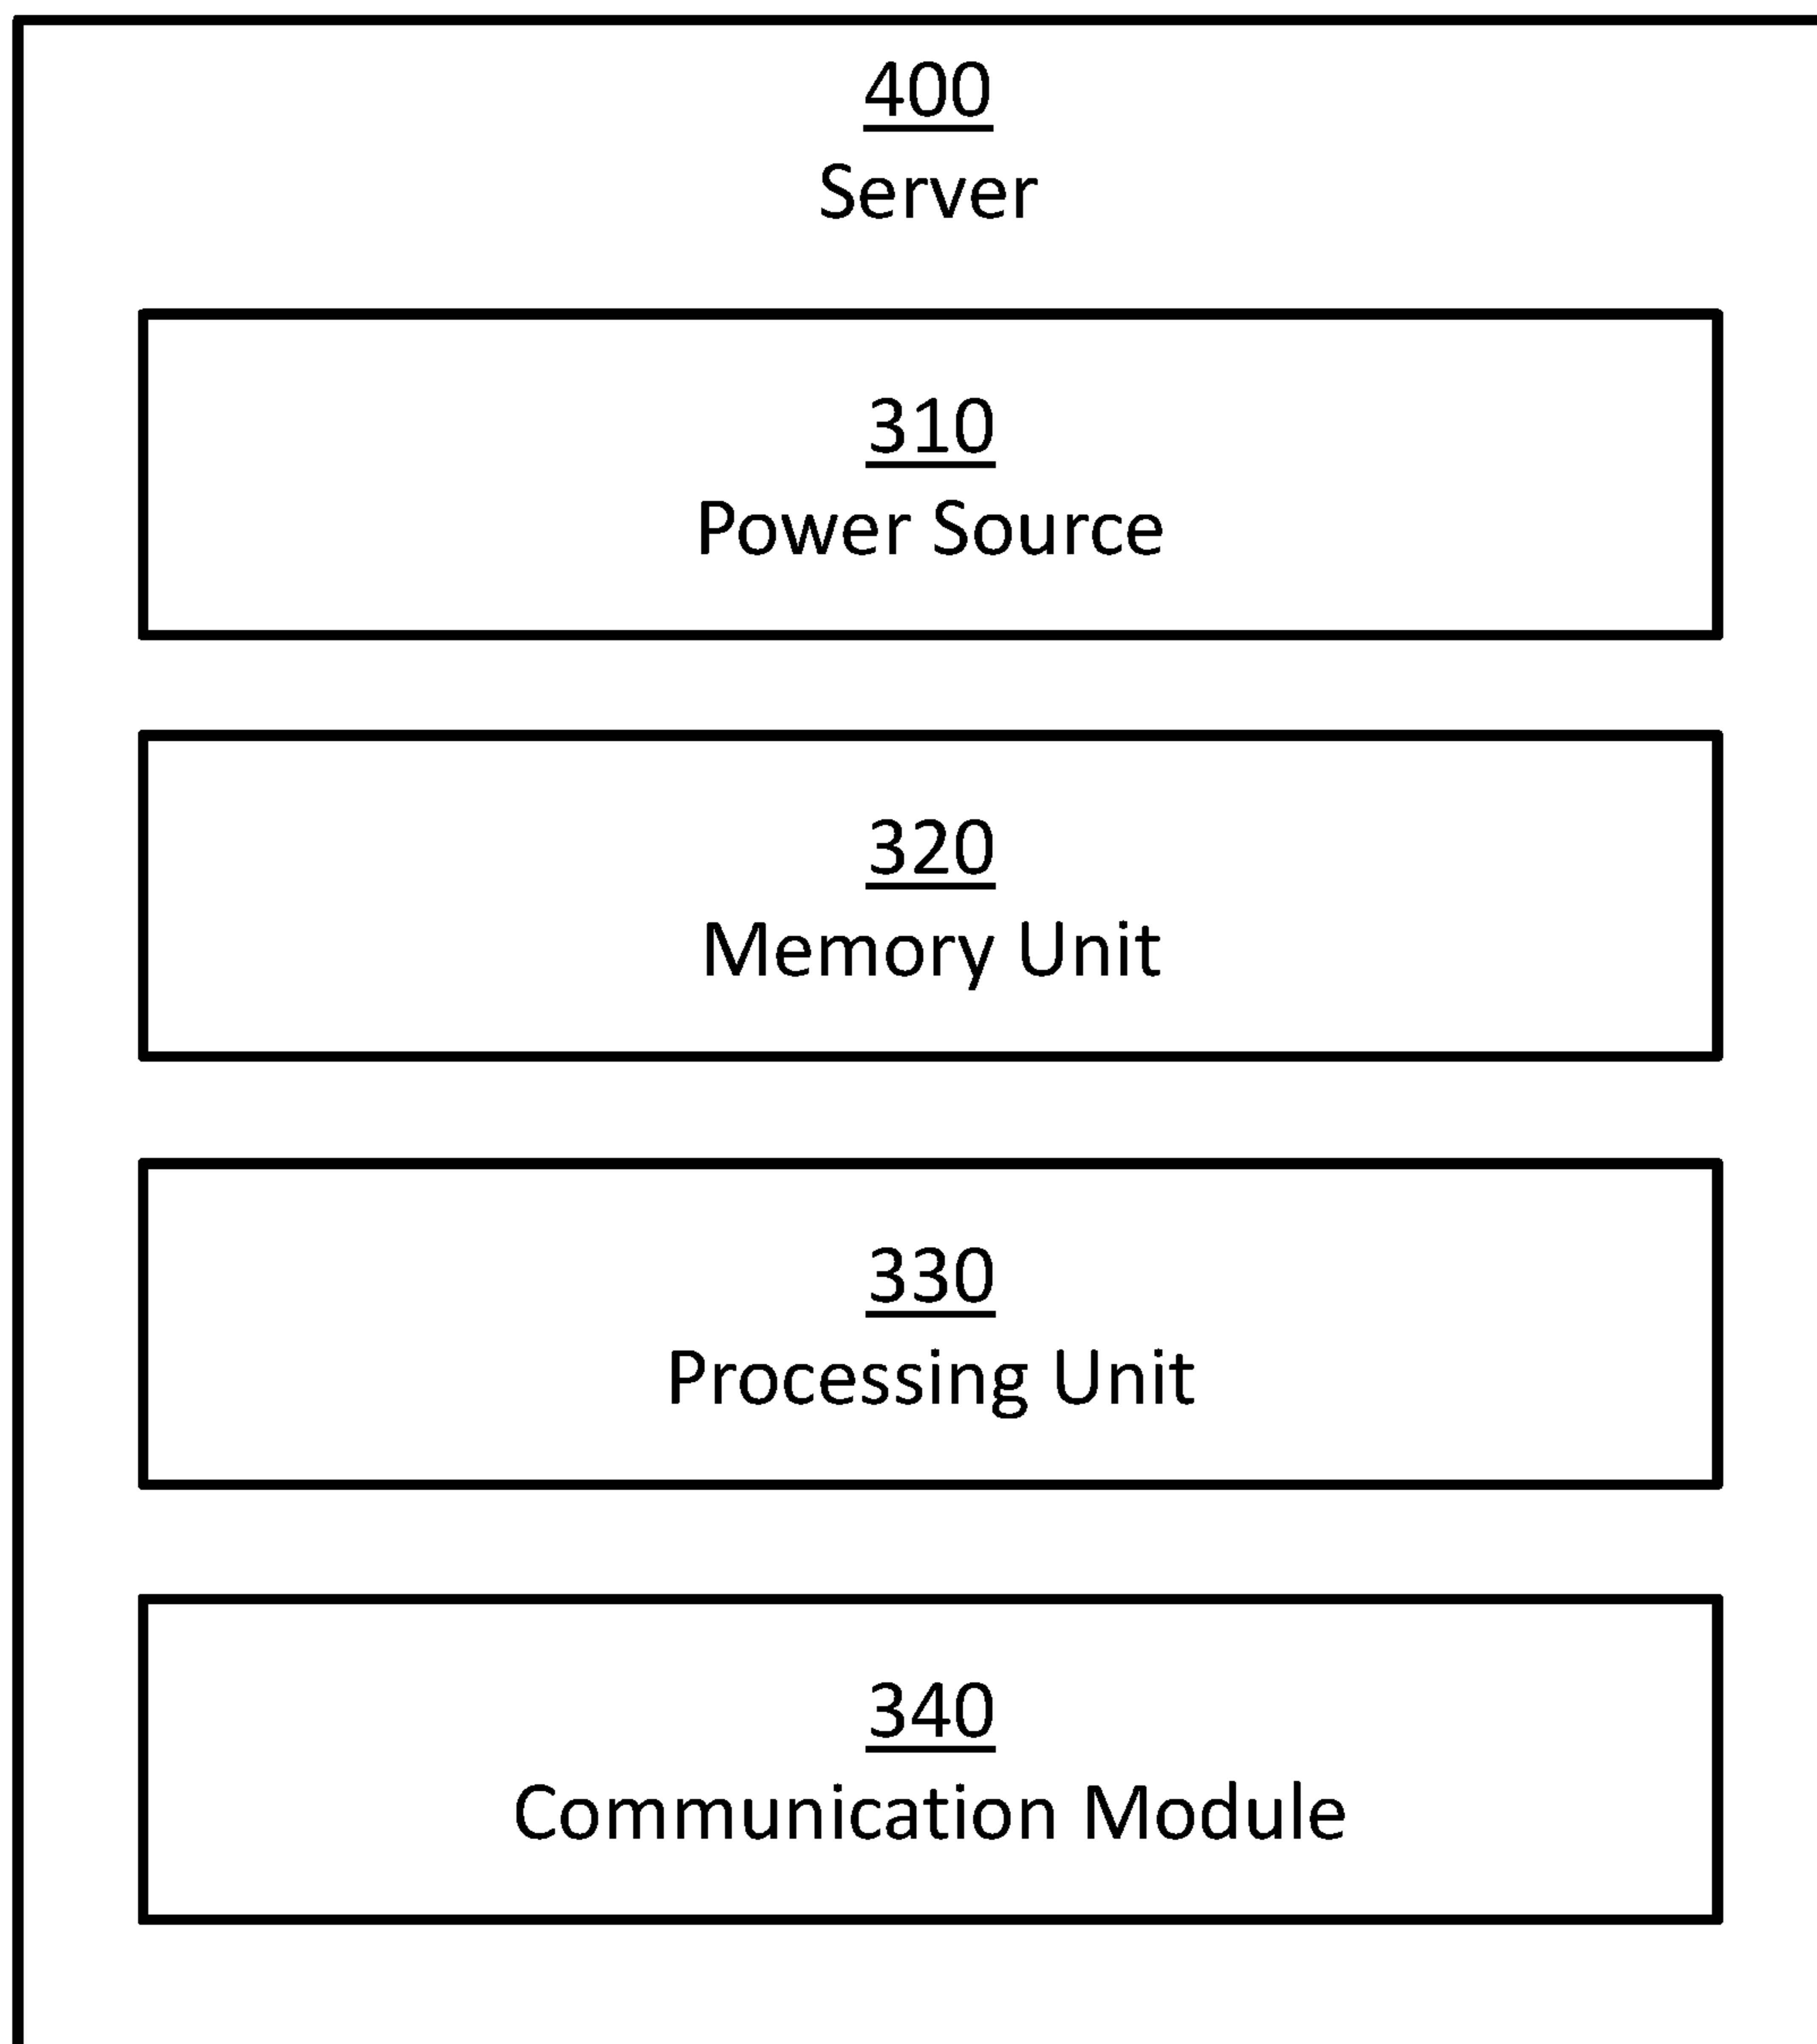 400
Server
310
Power Source
320
Memory Unit
330
Processing Unit
340
Communication Module